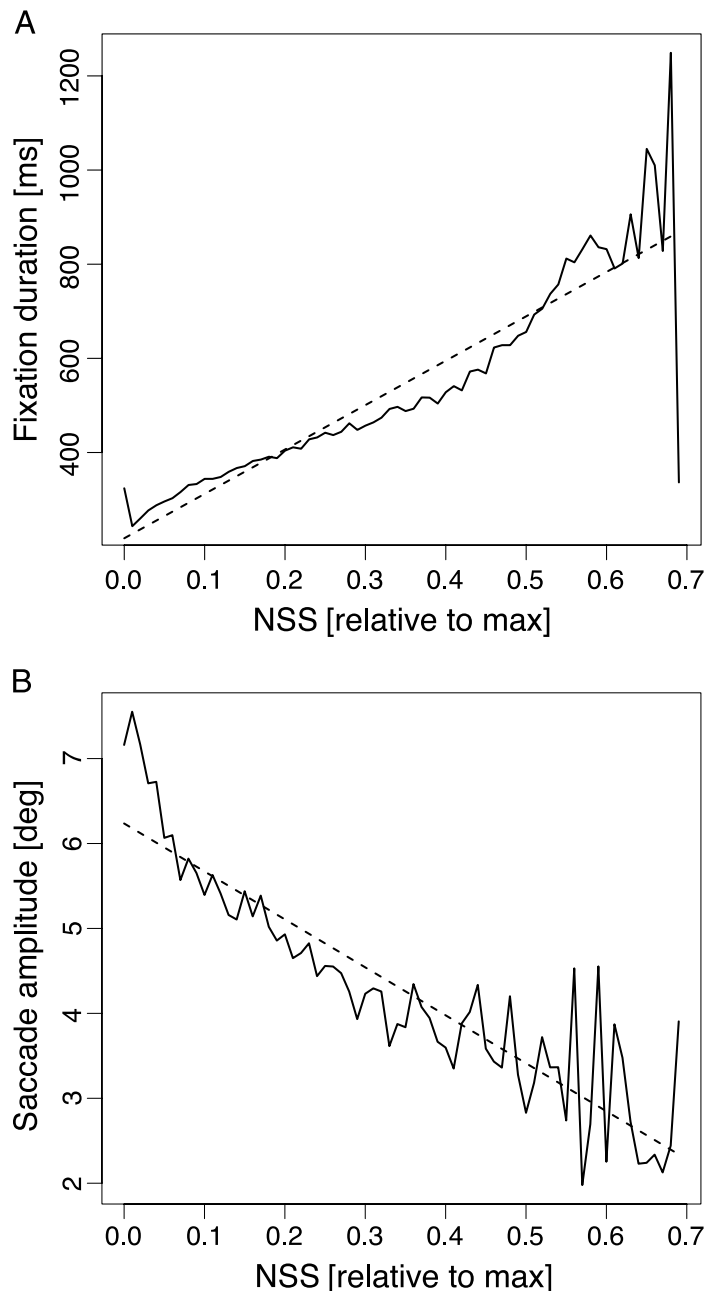 A
Fixation duration [ms]
1200
1000
800
600
400
0.0 0.1 0.2 0.3 0.4 0.5 0.6 0.7
NSS [relative to max]
B
Saccade amplitude [deg]
7
6
5
4
3
2
0.0 0.1 0.2 0.3 0.4 0.5 0.6 0.7
NSS [relative to max]